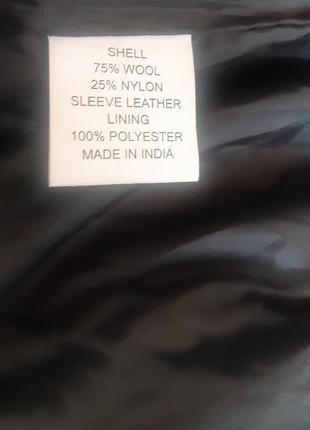 SHELL
75% WOOL
25% NYLON
SLEEVE LEATHER
LINING
100% POLYESTER
MADE IN INDIA